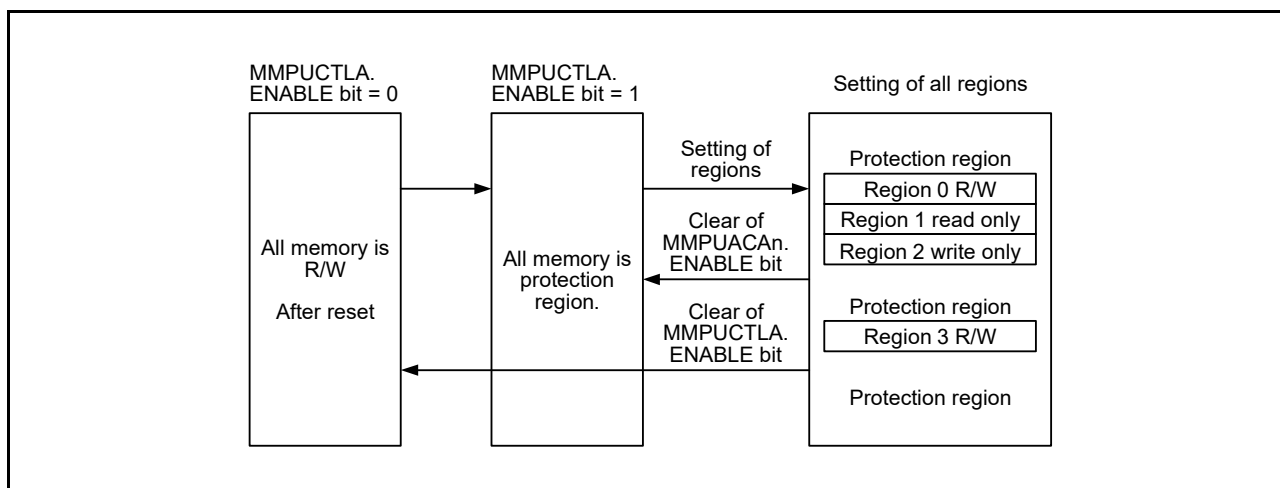 MMPUCTLA.
ENABLE bit = 0
MMPUCTLA.
ENABLE bit = 1
Setting of all regions
All memory is
R/W
After reset
All memory is
protection
region.
Setting of
regions
Clear of
MMPUACAn.
ENABLE bit
Clear of
MMPUCTLA.
ENABLE bit
Protection region
Region 0 R/W
Region 1 read only
Region 2 write only
Protection region
Region 3 R/W
Protection region